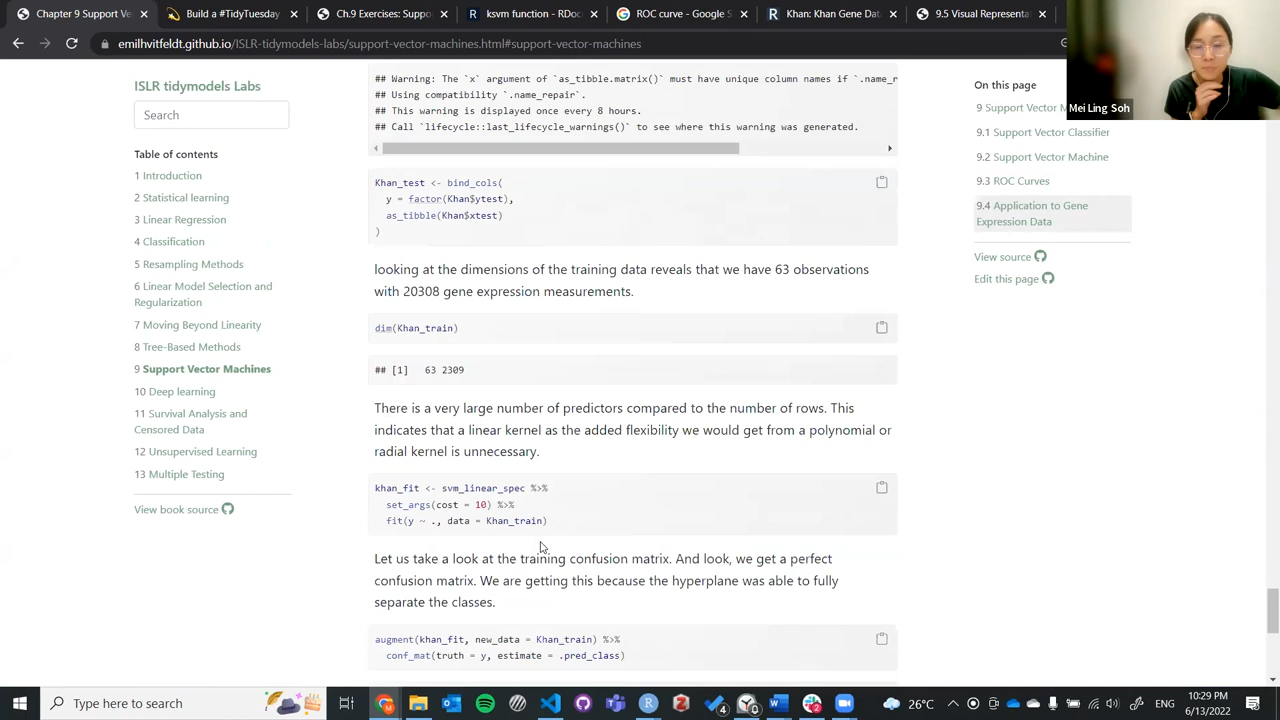 Chapter 9 Support Vector
Ch.9 Exercises: Support Vec
ksvm function - RDoc
ROC curve - Google S
Khan: Khan Gene Dat
9.5 Visual Representat
emilhvitfeldt.github.io/ISLR-tidymodels-labs/support-vector-machines.html#support-vector-machines
Mei Ling Soh
ISLR tidymodels Labs
Search
Table of contents
1 Introduction
2 Statistical learning
3 Linear Regression
4 Classification
5 Resampling Methods
6 Linear Model Selection and
Regularization
7 Moving Beyond Linearity
8 Tree-Based Methods
9 Support Vector Machines
10 Deep learning
11 Survival Analysis and
Censored Data
12 Unsupervised Learning
13 Multiple Testing
View book source
## Warning: The `x` argument of `as_tibble.matrix()` must have unique column names if `.name_r
## Using compatibility `.name_repair`.
## This warning is displayed once every 8 hours.
## Call `lifecycle::last_lifecycle_warnings()` to see where this warning was generated.
Khan_test <- bind_cols(
y = factor(Khan$ytest),
as_tibble(Khan$xtest)
)
looking at the dimensions of the training data reveals that we have 63 observations
with 20308 gene expression measurements.
dim(Khan_train)
## [1]   63 2309
There is a very large number of predictors compared to the number of rows. This
indicates that a linear kernel as the added flexibility we would get from a polynomial or
radial kernel is unnecessary.
khan_fit <- svm_linear_spec %>%
set_args(cost = 10) %>%
fit(y ~ ., data = Khan_train)
Let us take a look at the training confusion matrix. And look, we get a perfect
confusion matrix. We are getting this because the hyperplane was able to fully
separate the classes.
augment(khan_fit, new_data = Khan_train) %>%
conf_mat(truth = y, estimate = .pred_class)
On this page
9 Support Vector M
9.1 Support Vector Classifier
9.2 Support Vector Machine
9.3 ROC Curves
9.4 Application to Gene
Expression Data
View source
Edit this page
Type here to search
4
2
26°C
10:29 PM
6/13/2022